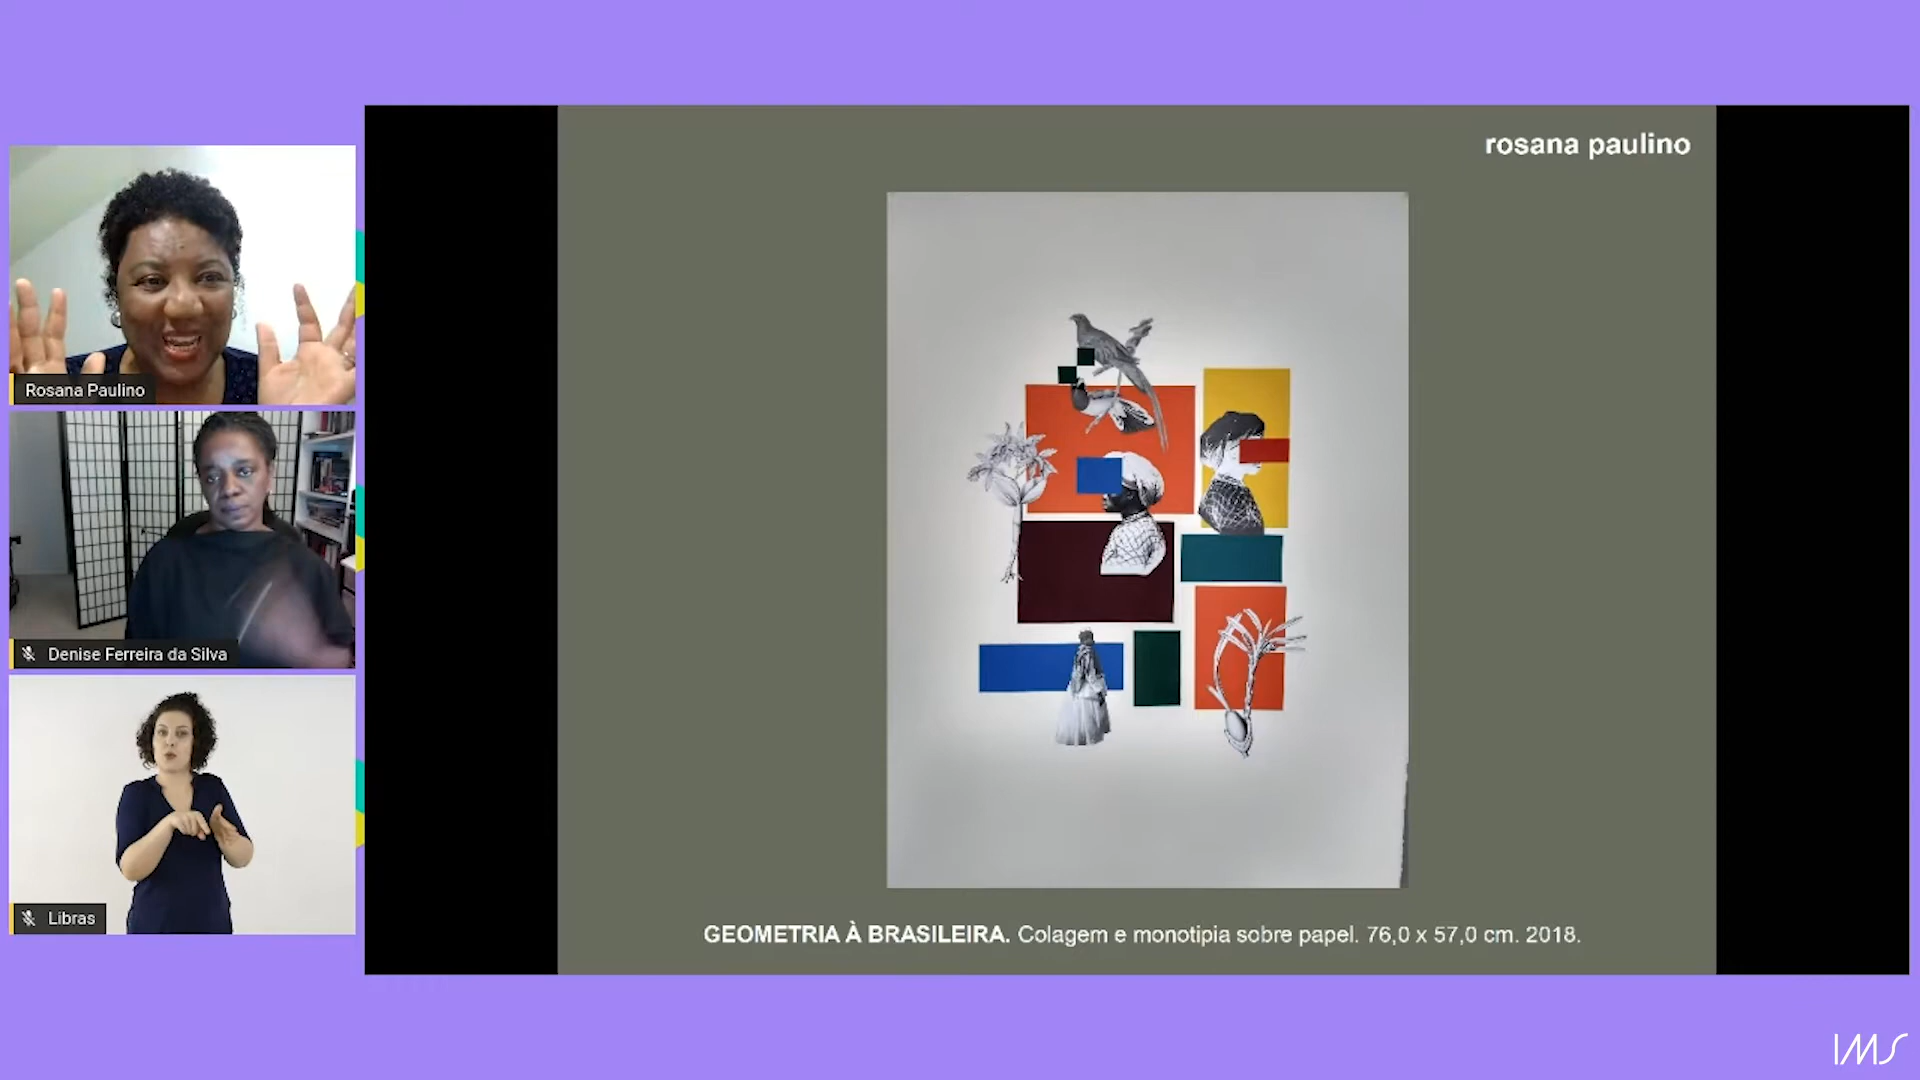 rosana paulino
Rosana Paulino
Denise Ferreira da Silva
Libras
GEOMETRIA À BRASILEIRA. Colagem e monotipia sobre papel. 76,0 x 57,0 cm. 2018.
IMS